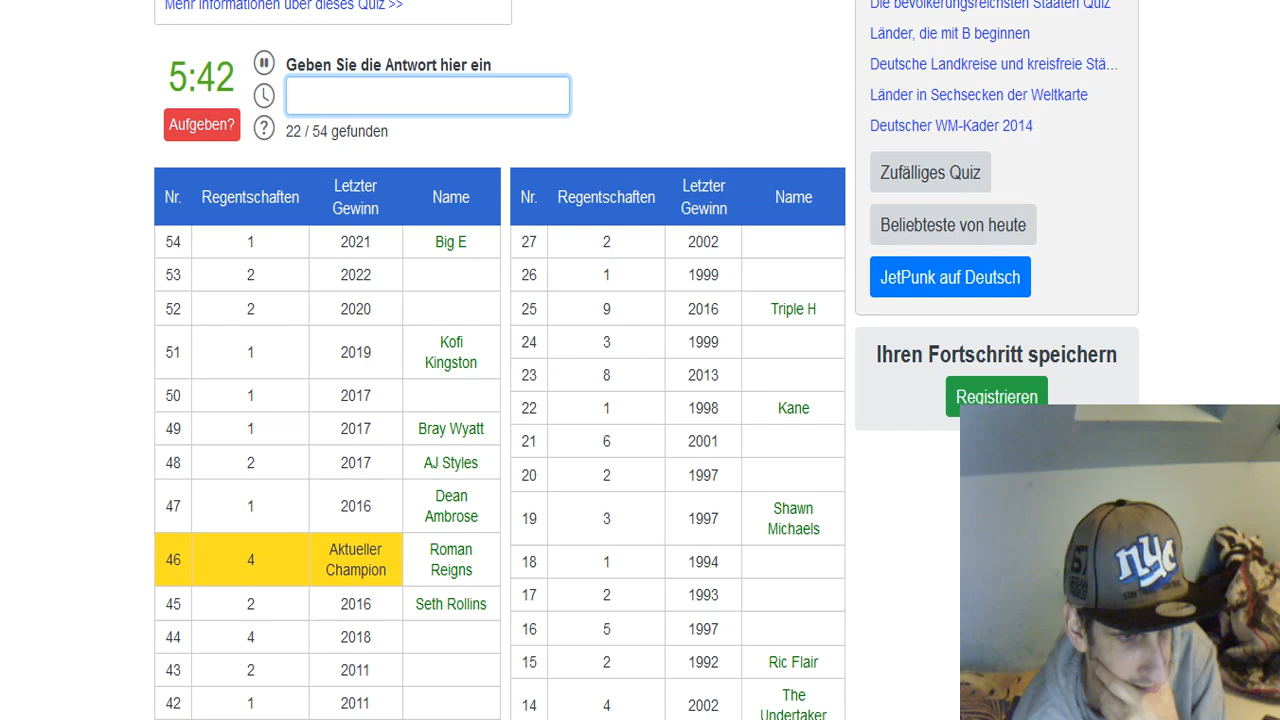 Mehr Informationen über dieses Quiz >>
5:42
Aufgeben?
Geben Sie die Antwort hier ein
22 / 54 gefunden
Nr. Regentschaften Letzter Gewinn Name
54 1 2021 Big E
53 2 2022
52 2 2020
51 1 2019 Kofi Kingston
50 1 2017
49 1 2017 Bray Wyatt
48 2 2017 AJ Styles
47 1 2016 Dean Ambrose
46 4 Aktueller Champion Roman Reigns
45 2 2016 Seth Rollins
44 4 2018
43 2 2011
42 1 2011
Nr. Regentschaften Letzter Gewinn Name
27 2 2002
26 1 1999
25 9 2016 Triple H
24 3 1999
23 8 2013
22 1 1998 Kane
21 6 2001
20 2 1997
19 3 1997 Shawn Michaels
18 1 1994
17 2 1993
16 5 1997
15 2 1992 Ric Flair
14 4 2002 The Undertaker
Die bevölkerungsreichsten Staaten Quiz
Länder, die mit B beginnen
Deutsche Landkreise und kreisfreie Stä...
Länder in Sechsecken der Weltkarte
Deutscher WM-Kader 2014
Zufälliges Quiz
Beliebteste von heute
JetPunk auf Deutsch
Ihren Fortschritt speichern
Registrieren
nyc